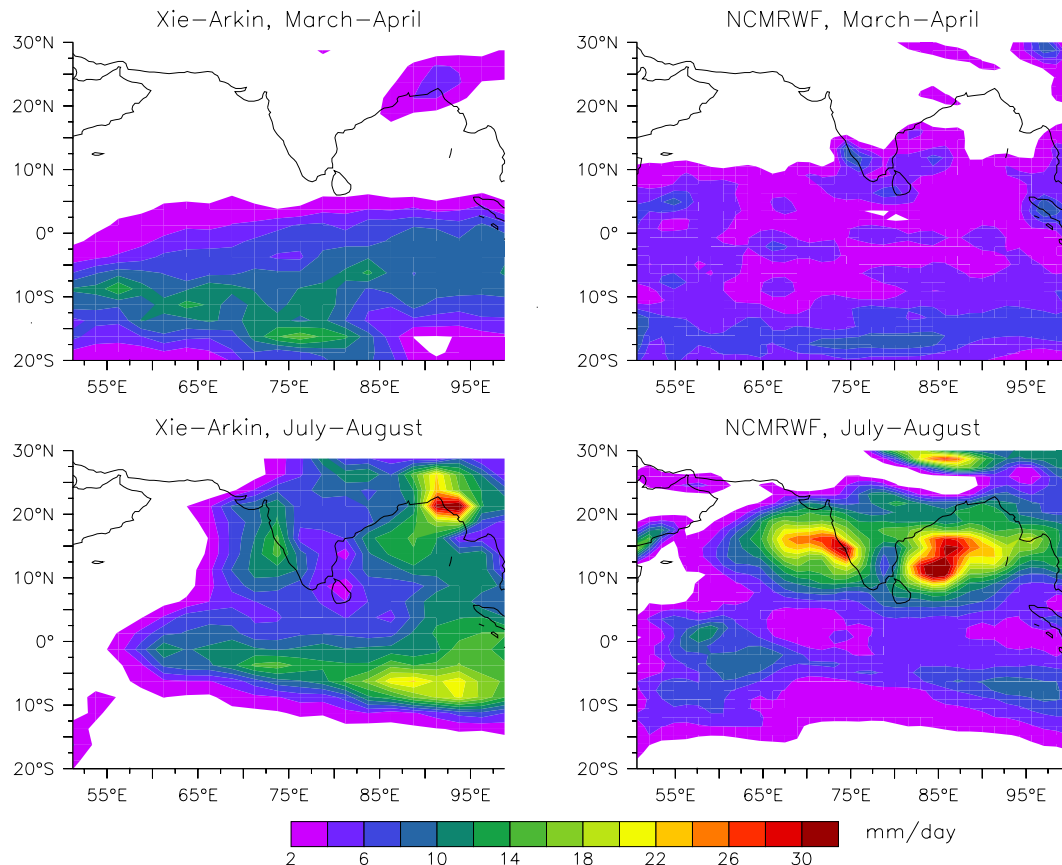 Xie-Arkin, March-April
NCMRWF, March-April
30°N
20°N
10°N
0°
10°S
20°S
55°E 65°E 75°E 85°E 95°E
30°N
20°N
10°N
0°
10°S
20°S
55°E 65°E 75°E 85°E 95°E
Xie-Arkin, July-August
NCMRWF, July-August
30°N
20°N
10°N
0°
10°S
20°S
55°E 65°E 75°E 85°E 95°E
30°N
20°N
10°N
0°
10°S
20°S
55°E 65°E 75°E 85°E 95°E
2 6 10 14 18 22 26 30
mm/day